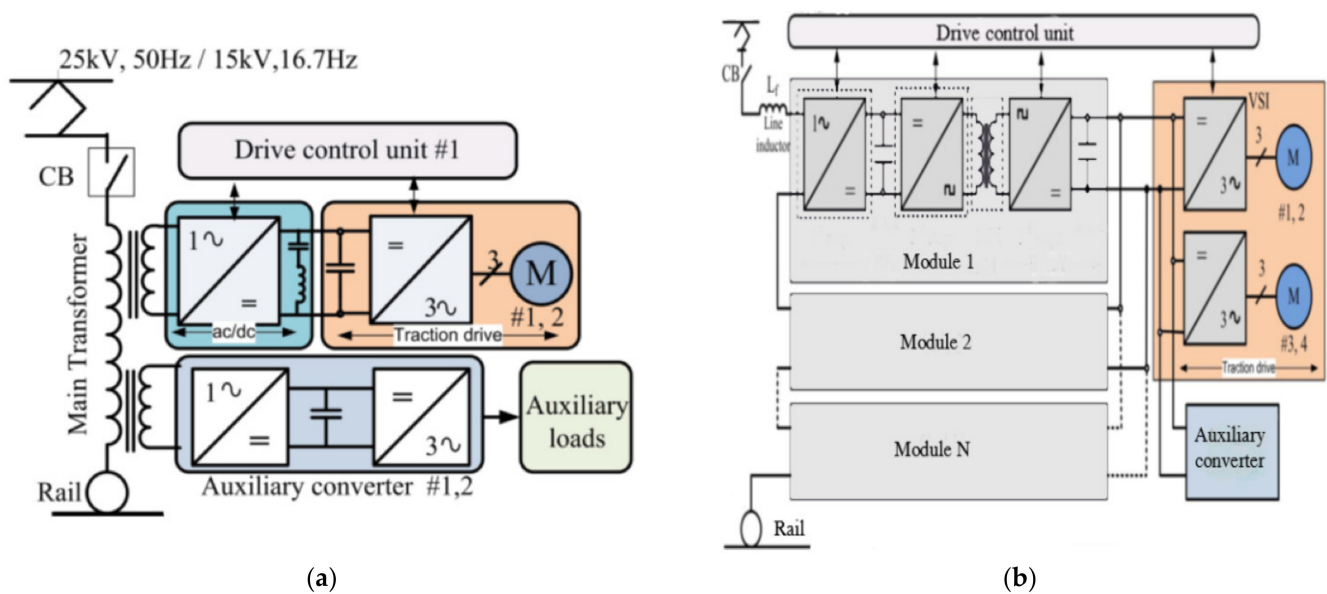 25kV, 50Hz / 15kV,16.7Hz
CB
Drive control unit #1
1∿
=
ac/dc
=
3∿
3
M
#1, 2
Traction drive
Main Transformer
1∿
=
=
3∿
Auxiliary loads
Rail
Auxiliary converter #1,2
(a)
Drive control unit
CB
Lf
Line
inductor
1∿
=
=
=
Module 1
VSI
=
3∿
3
M
#1, 2
=
3∿
3
M
#3, 4
Traction drive
Module 2
Module N
Auxiliary
converter
Rail
(b)